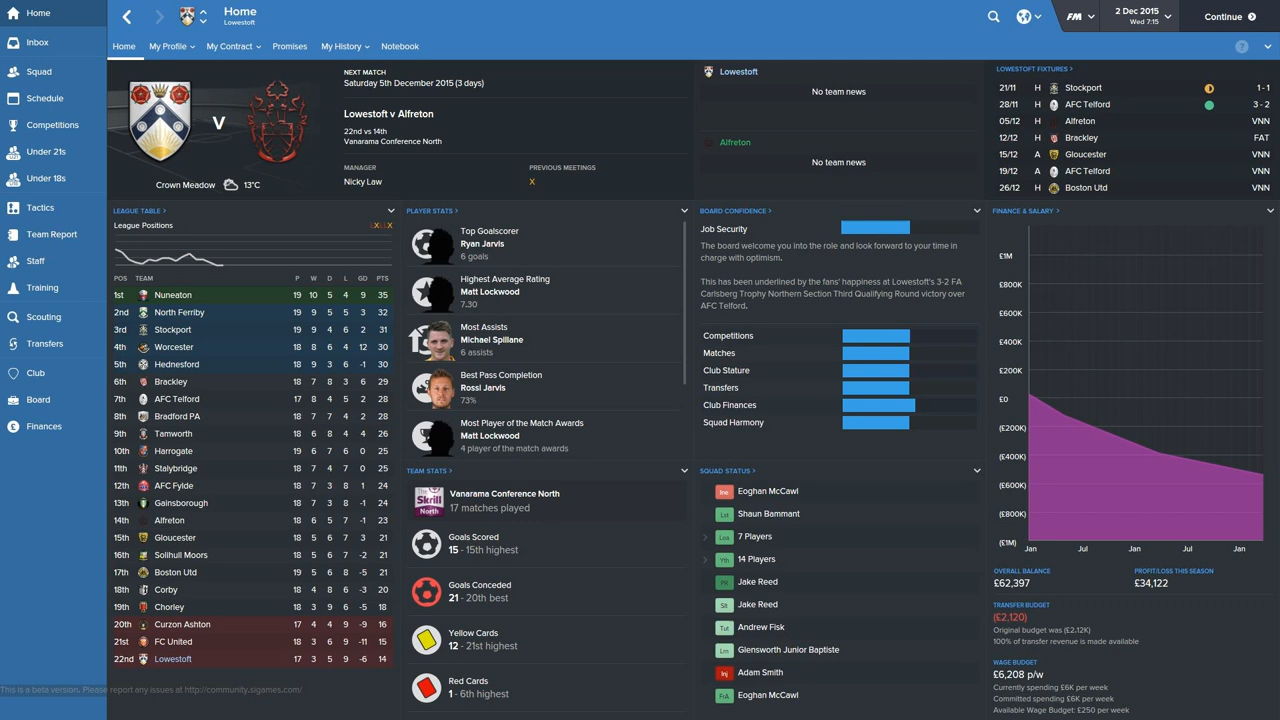 Home
Inbox
Squad
Schedule
Competitions
Under 21s
Under 18s
Tactics
Team Report
Staff
Training
Scouting
Transfers
Club
Board
Finances
Home
Lowestoft
FM
2 Dec 2015
Wed 7:15
Continue
Home My Profile My Contract Promises My History Notebook
?
V
Crown Meadow 13°C
NEXT MATCH
Saturday 5th December 2015 (3 days)
Lowestoft v Alfreton
22nd vs 14th
Vanarama Conference North
MANAGER
Nicky Law
PREVIOUS MEETINGS
X
Lowestoft
No team news
Alfreton
No team news
LOWESTOFT FIXTURES >
21/11 H Stockport 1 - 1
28/11 H AFC Telford 3 - 2
05/12 H Alfreton VNN
12/12 H Brackley FAT
15/12 A Gloucester VNN
19/12 A AFC Telford VNN
26/12 H Boston Utd VNN
LEAGUE TABLE >
League Positions
POS TEAM P W D L GD PTS
1st Nuneaton 19 10 5 4 9 35
2nd North Ferriby 19 9 5 5 3 32
3rd Stockport 19 9 4 6 2 31
4th Worcester 18 8 6 4 12 30
5th Hednesford 18 9 3 6 -1 30
6th Brackley 18 7 8 3 6 29
7th AFC Telford 17 8 4 5 2 28
8th Bradford PA 18 7 7 4 2 28
9th Tamworth 18 6 8 4 4 26
10th Harrogate 19 6 7 6 0 25
11th Stalybridge 18 7 4 7 0 25
12th AFC Fylde 18 7 3 8 1 24
13th Gainsborough 18 7 3 8 -1 24
14th Alfreton 18 6 5 7 -1 23
15th Gloucester 18 5 6 7 3 21
16th Solihull Moors 18 5 6 7 -2 21
17th Boston Utd 18 5 6 8 -5 21
18th Corby 18 4 8 6 -3 20
19th Chorley 18 3 9 6 -5 18
20th Curzon Ashton 17 4 4 9 -9 16
21st FC United 18 3 6 9 -11 15
22nd Lowestoft 17 3 5 9 -6 14
This is a beta version. Please report any issues at http://community.sigames.com/
PLAYER STATS >
Top Goalscorer
Ryan Jarvis
6 goals
Highest Average Rating
Matt Lockwood
7.30
Most Assists
Michael Spillane
6 assists
Best Pass Completion
Rossi Jarvis
73%
Most Player of the Match Awards
Matt Lockwood
4 player of the match awards
TEAM STATS >
The Skrill North
Vanarama Conference North
17 matches played
Goals Scored
15 - 15th highest
Goals Conceded
21 - 20th best
Yellow Cards
12 - 21st highest
Red Cards
1 - 6th highest
BOARD CONFIDENCE >
Job Security
The board welcome you into the role and look forward to your time in
charge with optimism.
This has been underlined by the fans' happiness at Lowestoft's 3-2 FA
Carlsberg Trophy Northern Section Third Qualifying Round victory over
AFC Telford.
Competitions
Matches
Club Stature
Transfers
Club Finances
Squad Harmony
SQUAD STATUS >
Ine Eoghan McCawl
Lst Shaun Bammant
Loa 7 Players
Yth 14 Players
PR Jake Reed
Slt Jake Reed
Tut Andrew Fisk
Lrn Glensworth Junior Baptiste
Inj Adam Smith
FrA Eoghan McCawl
FINANCE & SALARY >
£1M
£800K
£600K
£400K
£200K
£0
(£200K)
(£400K)
(£600K)
(£800K)
(£1M)
Jan Jul Jan Jul Jan
OVERALL BALANCE
£62,397
PROFIT/LOSS THIS SEASON
£34,122
TRANSFER BUDGET
(£2,120)
Original budget was (£2.12K)
100% of transfer revenue is made available
WAGE BUDGET
£6,208 p/w
Currently spending £6K per week
Committed spending £6K per week
Available Wage Budget: £250 per week